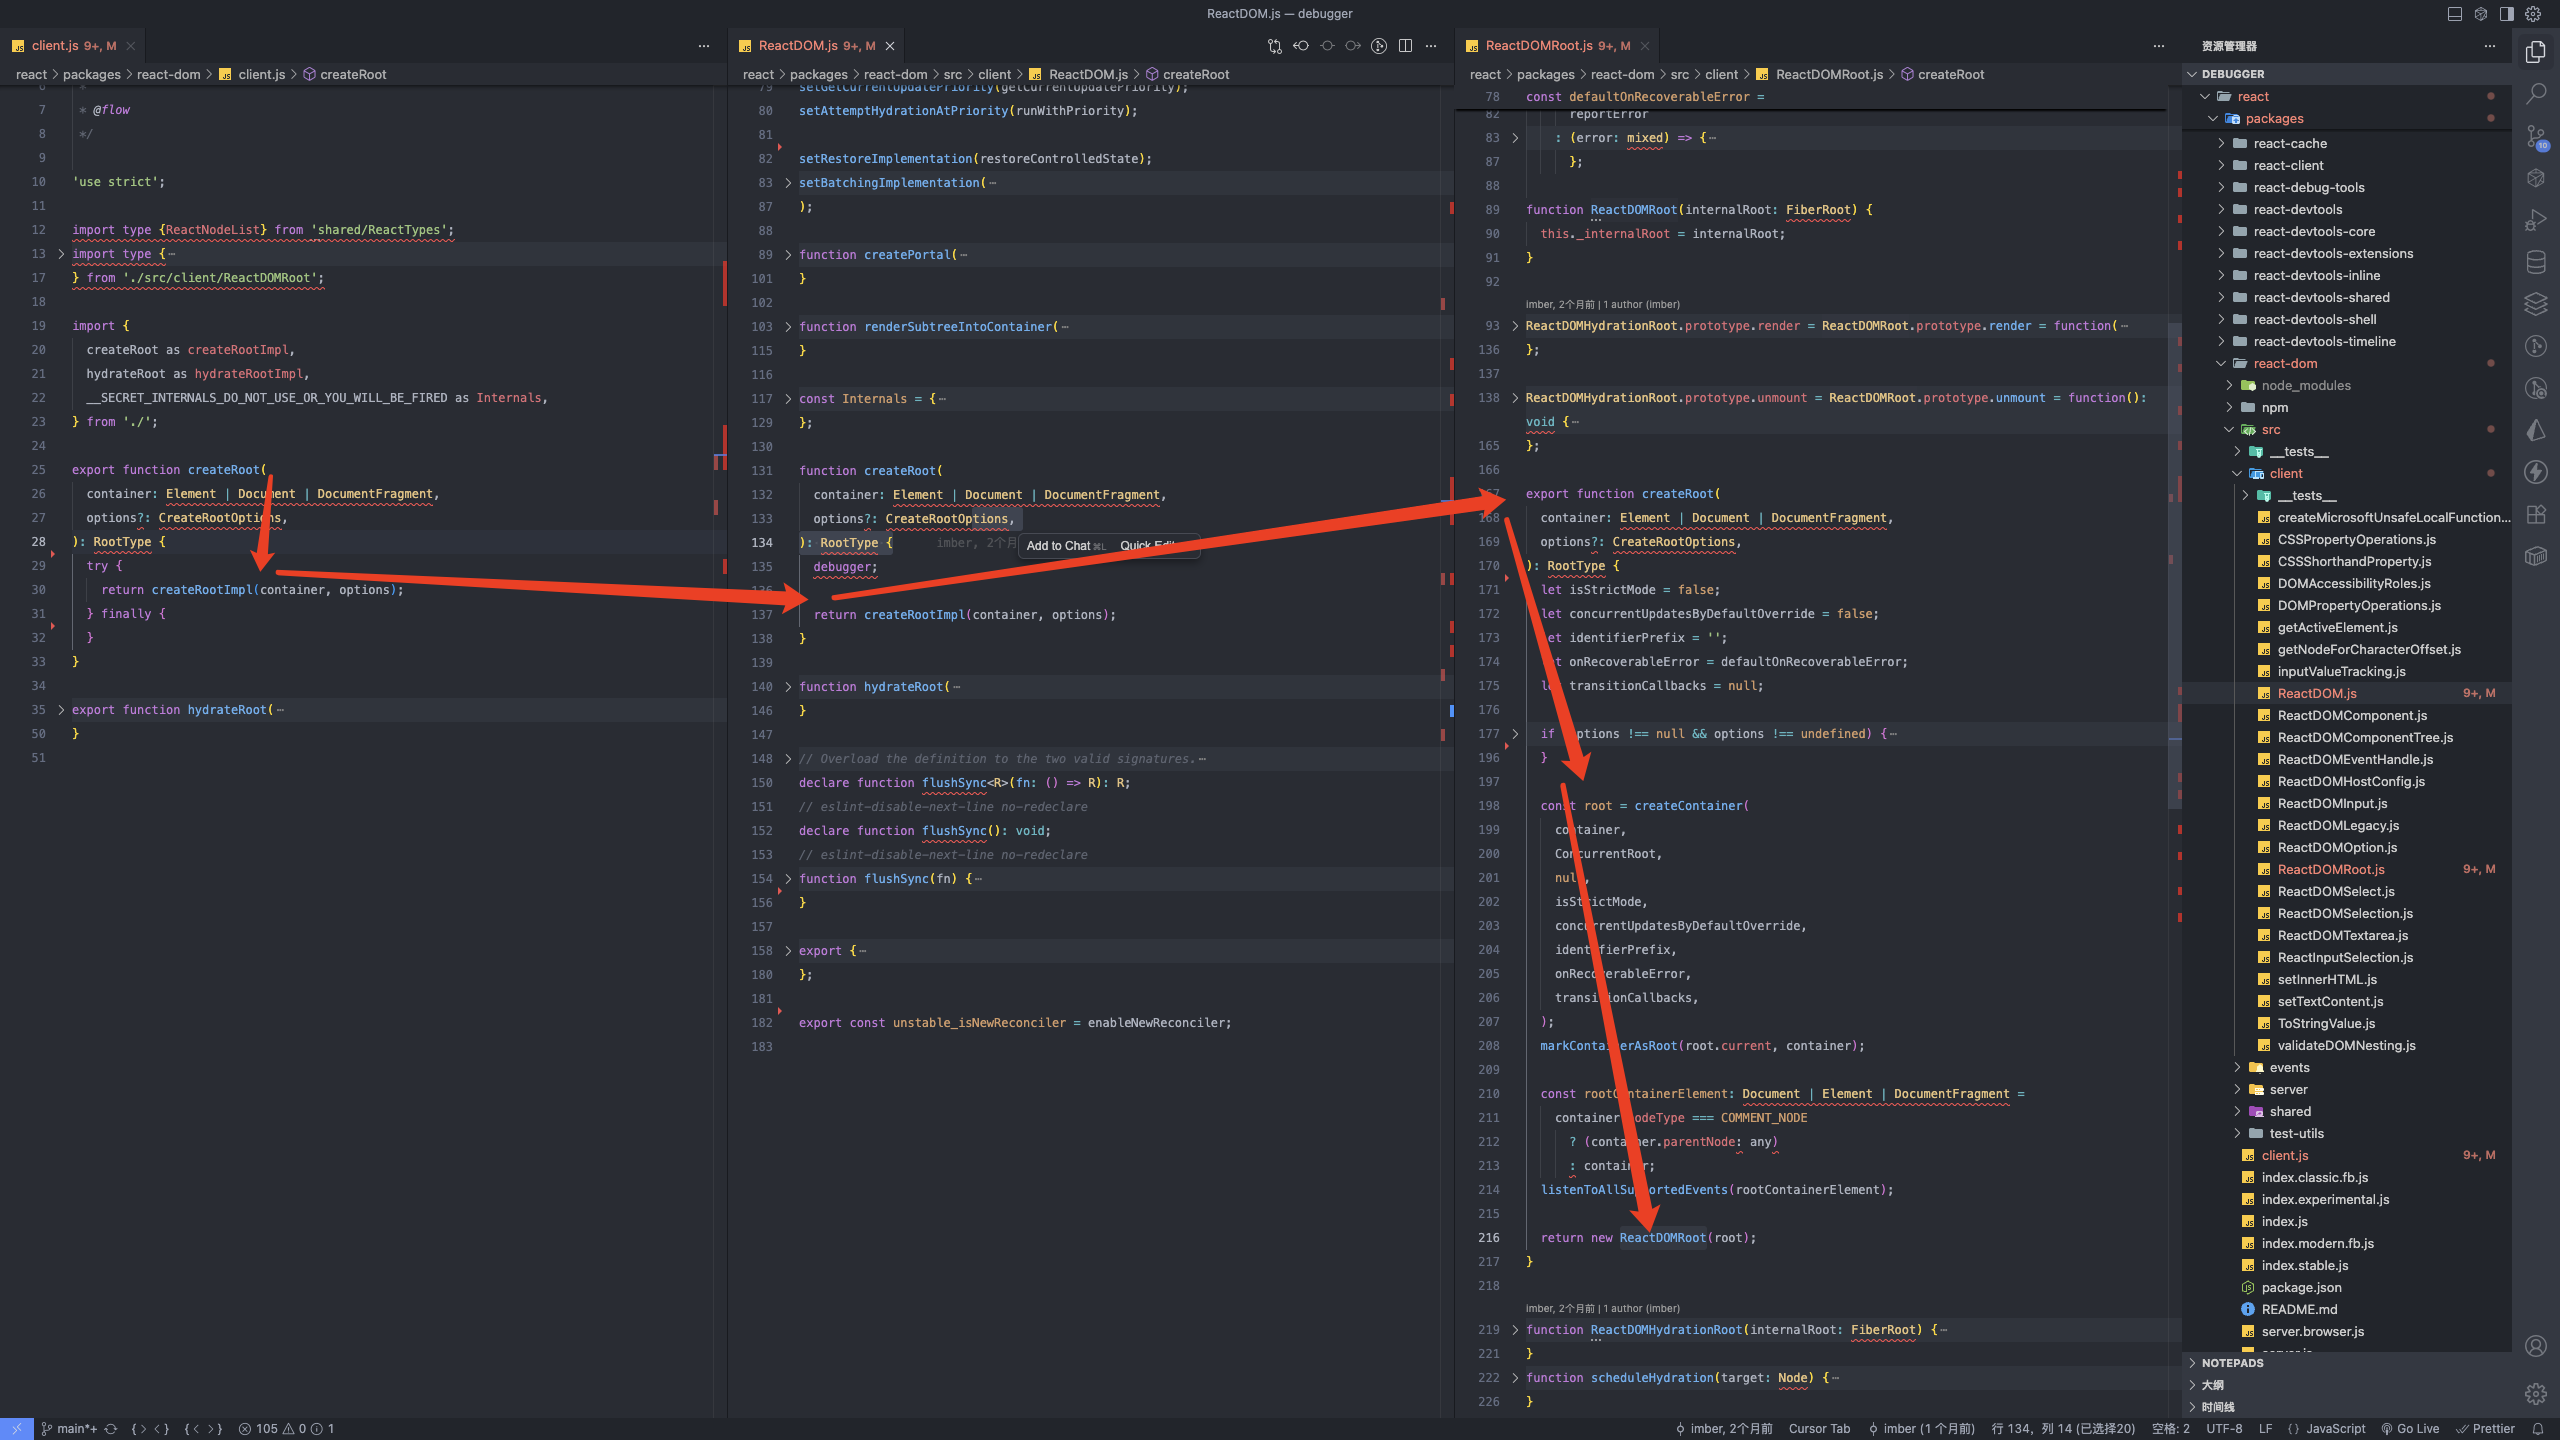 ReactDOM.js — debugger
client.js 9+, M
react > packages > react-dom > client.js > createRoot
7 * @flow
8 */
9
10 'use strict';
11
12 import type {ReactNodeList} from 'shared/ReactTypes';
13 import type {
17 } from './src/client/ReactDOMRoot';
18
19 import {
20 createRoot as createRootImpl,
21 hydrateRoot as hydrateRootImpl,
22 __SECRET_INTERNALS_DO_NOT_USE_OR_YOU_WILL_BE_FIRED as Internals,
23 } from './';
24
25 export function createRoot(
26 container: Element | Document | DocumentFragment,
27 options?: CreateRootOptions,
28 ): RootType {
29 try {
30 return createRootImpl(container, options);
31 } finally {
32 }
33 }
34
35 export function hydrateRoot(
50 }
51
ReactDOM.js 9+, M
react > packages > react-dom > src > client > ReactDOM.js > createRoot
79 setGetCurrentUpdatePriority(getCurrentUpdatePriority);
80 setAttemptHydrationAtPriority(runWithPriority);
81
82 setRestoreImplementation(restoreControlledState);
83 setBatchingImplementation(
87 );
88
89 function createPortal(
101 }
102
103 function renderSubtreeIntoContainer(
115 }
116
117 const Internals = {
129 };
130
131 function createRoot(
132 container: Element | Document | DocumentFragment,
133 options?: CreateRootOptions,
134 ): RootType { imber, 2个月 Add to Chat ⌘L Quick Edit
135 debugger;
136
137 return createRootImpl(container, options);
138 }
139
140 function hydrateRoot(
146 }
147
148 // Overload the definition to the two valid signatures.
150 declare function flushSync<R>(fn: () => R): R;
151 // eslint-disable-next-line no-redeclare
152 declare function flushSync(): void;
153 // eslint-disable-next-line no-redeclare
154 function flushSync(fn) {
156 }
157
158 export {
180 };
181
182 export const unstable_isNewReconciler = enableNewReconciler;
183
ReactDOMRoot.js 9+, M
react > packages > react-dom > src > client > ReactDOMRoot.js > createRoot
78 const defaultOnRecoverableError =
82 reportError
83 : (error: mixed) => {
87 };
88
89 function ReactDOMRoot(internalRoot: FiberRoot) {
90 this._internalRoot = internalRoot;
91 }
92
imber, 2个月前 | 1 author (imber)
93 ReactDOMHydrationRoot.prototype.render = ReactDOMRoot.prototype.render = function(
136 };
137
138 ReactDOMHydrationRoot.prototype.unmount = ReactDOMRoot.prototype.unmount = function():
void {
165 };
166
167 export function createRoot(
168 container: Element | Document | DocumentFragment,
169 options?: CreateRootOptions,
170 ): RootType {
171 let isStrictMode = false;
172 let concurrentUpdatesByDefaultOverride = false;
173 let identifierPrefix = '';
174 let onRecoverableError = defaultOnRecoverableError;
175 let transitionCallbacks = null;
176
177 if (options !== null && options !== undefined) {
196 }
197
198 const root = createContainer(
199 container,
200 ConcurrentRoot,
201 null,
202 isStrictMode,
203 concurrentUpdatesByDefaultOverride,
204 identifierPrefix,
205 onRecoverableError,
206 transitionCallbacks,
207 );
208 markContainerAsRoot(root.current, container);
209
210 const rootContainerElement: Document | Element | DocumentFragment =
211 container.nodeType === COMMENT_NODE
212 ? (container.parentNode: any)
213 : container;
214 listenToAllSupportedEvents(rootContainerElement);
215
216 return new ReactDOMRoot(root);
217 }
218
imber, 2个月前 | 1 author (imber)
219 function ReactDOMHydrationRoot(internalRoot: FiberRoot) {
221 }
222 function scheduleHydration(target: Node) {
226 }
资源管理器
DEBUGGER
react
packages
react-cache
react-client
react-debug-tools
react-devtools
react-devtools-core
react-devtools-extensions
react-devtools-inline
react-devtools-shared
react-devtools-shell
react-devtools-timeline
react-dom
node_modules
npm
src
__tests__
client
__tests__
createMicrosoftUnsafeLocalFunction...
CSSPropertyOperations.js
CSSShorthandProperty.js
DOMAccessibilityRoles.js
DOMPropertyOperations.js
getActiveElement.js
getNodeForCharacterOffset.js
inputValueTracking.js
ReactDOM.js 9+, M
ReactDOMComponent.js
ReactDOMComponentTree.js
ReactDOMEventHandle.js
ReactDOMHostConfig.js
ReactDOMInput.js
ReactDOMLegacy.js
ReactDOMOption.js
ReactDOMRoot.js 9+, M
ReactDOMSelect.js
ReactDOMSelection.js
ReactDOMTextarea.js
ReactInputSelection.js
setInnerHTML.js
setTextContent.js
ToStringValue.js
validateDOMNesting.js
events
server
shared
test-utils
client.js 9+, M
index.classic.fb.js
index.experimental.js
index.js
index.modern.fb.js
index.stable.js
package.json
README.md
server.browser.js
NOTEPADS
大纲
时间线
10
main*+ 105 0 1 imber, 2个月前 Cursor Tab imber (1 个月前) 行 134，列 14 (已选择20) 空格: 2 UTF-8 LF {} JavaScript Go Live Prettier